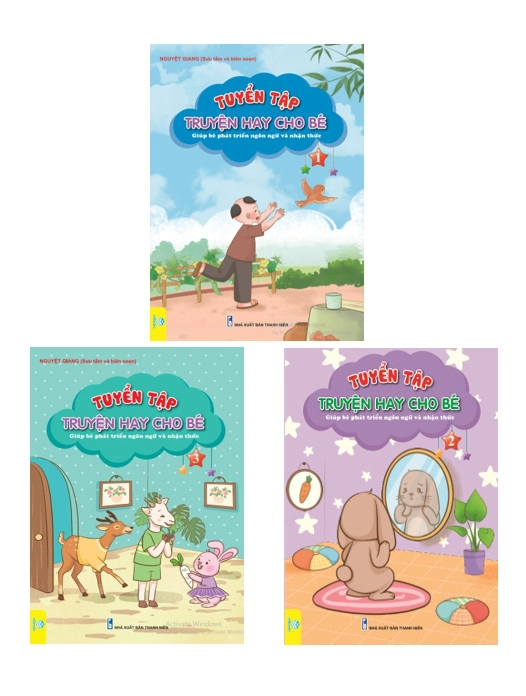 NGUYỆT GIANG (Sưu tầm và biên soạn)
TUYỂN TẬP
TRUYỆN HAY CHO BÉ
Giúp bé phát triển ngôn ngữ và nhận thức
1
NHÀ XUẤT BẢN THANH NIÊN
NGUYỆT GIANG (Sưu tầm và biên soạn)
TUYỂN TẬP
TRUYỆN HAY CHO BÉ
Giúp bé phát triển ngôn ngữ và nhận thức
3
Activate Windows
NHÀ XUẤT BẢN THANH NIÊN
TUYỂN TẬP
TRUYỆN HAY CHO BÉ
Giúp bé phát triển ngôn ngữ và nhận thức
2
NHÀ XUẤT BẢN THANH NIÊN